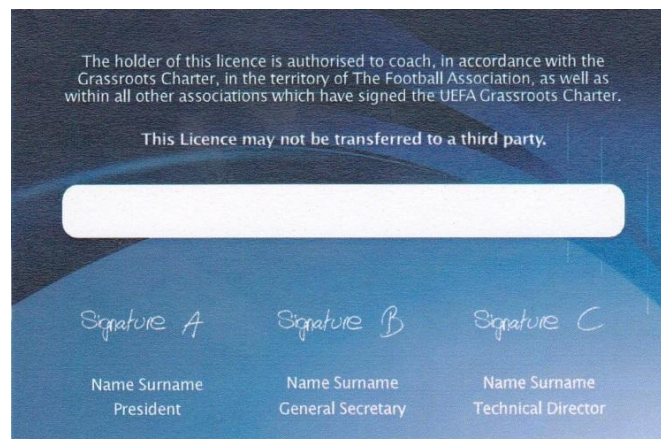 The holder of this licence is authorised to coach, in accordance with the
Grassroots Charter, in the territory of The Football Association, as well as
within all other associations which have signed the UEFA Grassroots Charter.
This Licence may not be transferred to a third party.
Signature A Signature B Signature C
Name Surname Name Surname Name Surname
President General Secretary Technical Director